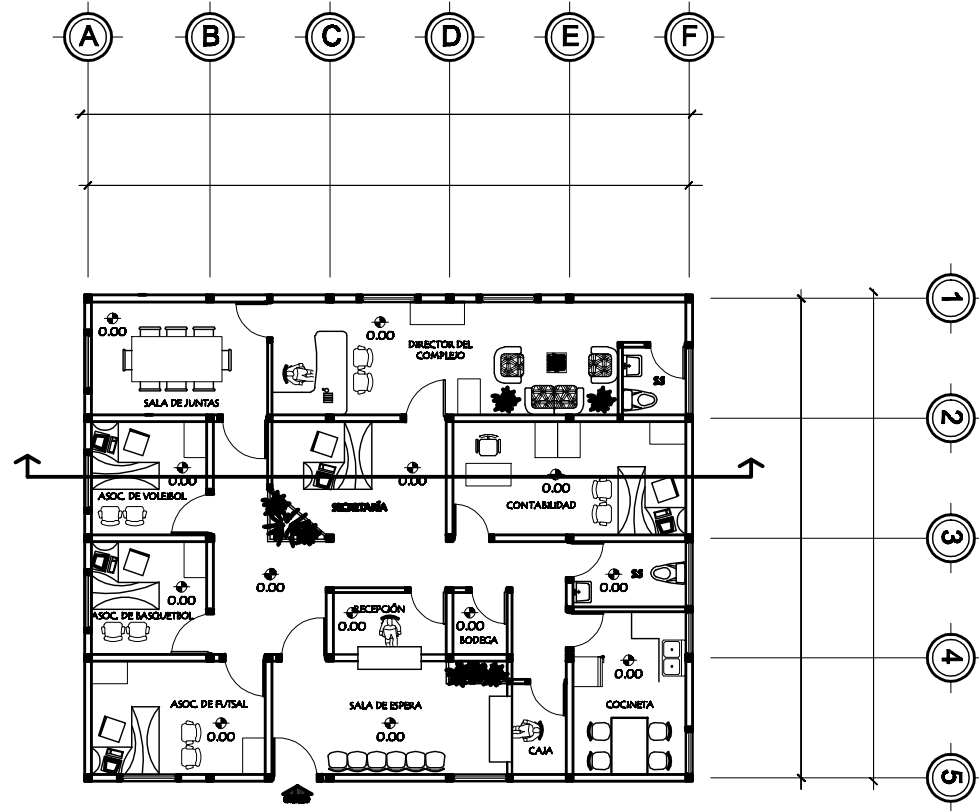 A B C D E F
1
2
3
4
5
0.00
SALA DE JUNTAS
0.00
DIRECTOR DEL
COMPLEJO
SS
0.00
ASOC. DE VOLEIBOL
0.00
SECRETARÍA
0.00
CONTABILIDAD
0.00
ASOC. DE BASQUETBOL
0.00
0.00
RECEPCIÓN
0.00
BODEGA
0.00
SS
0.00
COCINETA
ASOC. DE FUTSAL
0.00
SALA DE ESPERA
0.00
CAJA